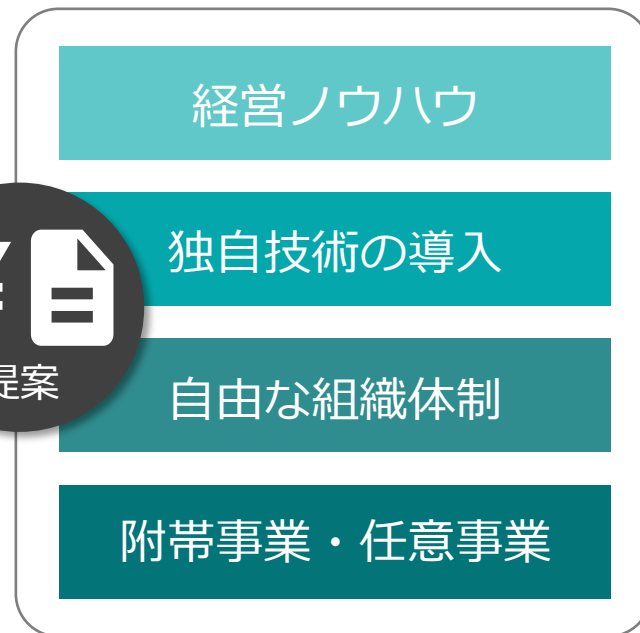 経営ノウハウ
独自技術の導入
提案
自由な組織体制
附帯事業・任意事業